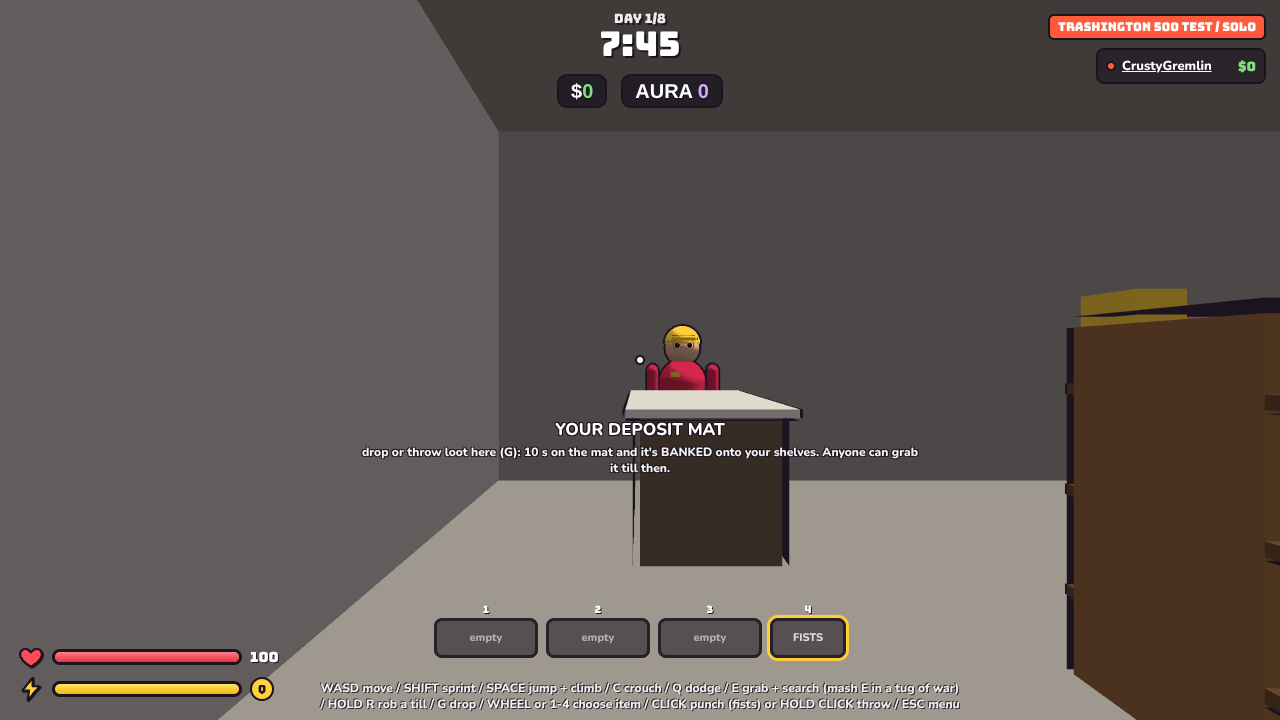 DAY 1/8
7:45
$0
AURA 0
TRASHINGTON 500 TEST / SOLO
CrustyGremlin $0
YOUR DEPOSIT MAT
drop or throw loot here (G): 10 s on the mat and it's BANKED onto your shelves. Anyone can grab
it till then.
1 2 3 4
empty empty empty FISTS
100
0
WASD move / SHIFT sprint / SPACE jump + climb / C crouch / Q dodge / E grab + search (mash E in a tug of war)
/ HOLD R rob a till / G drop / WHEEL or 1-4 choose item / CLICK punch (fists) or HOLD CLICK throw / ESC menu